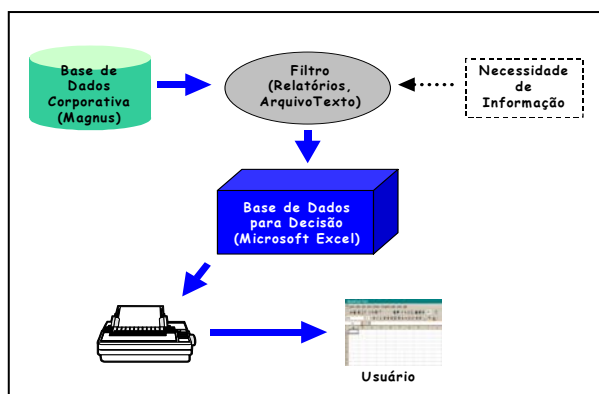 Base de
Dados
Corporativa
(Magnus)
Filtro
(Relatórios,
ArquivoTexto)
Necessidade
de
Informação
Base de Dados
para Decisão
(Microsoft Excel)
Usuário